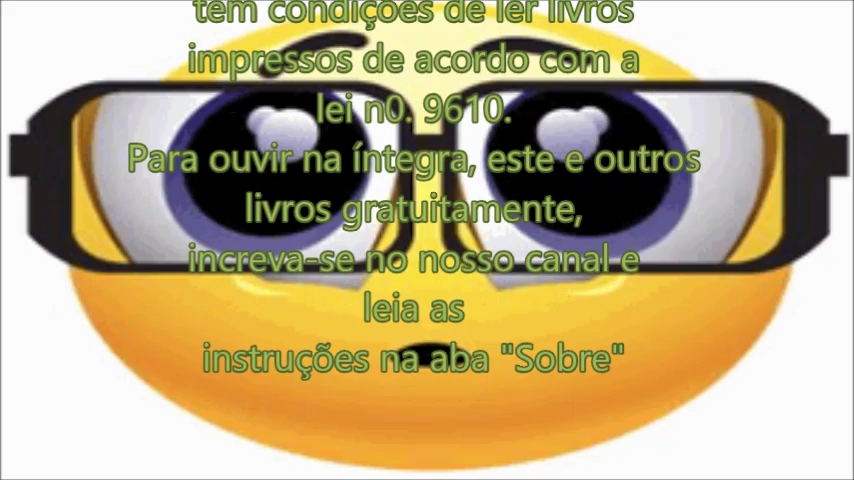 têm condições de ler livros
impressos de acordo com a
lei n0. 9610.
Para ouvir na íntegra, este e outros
livros gratuitamente,
increva-se no nosso canal e
leia as
instruções na aba "Sobre"